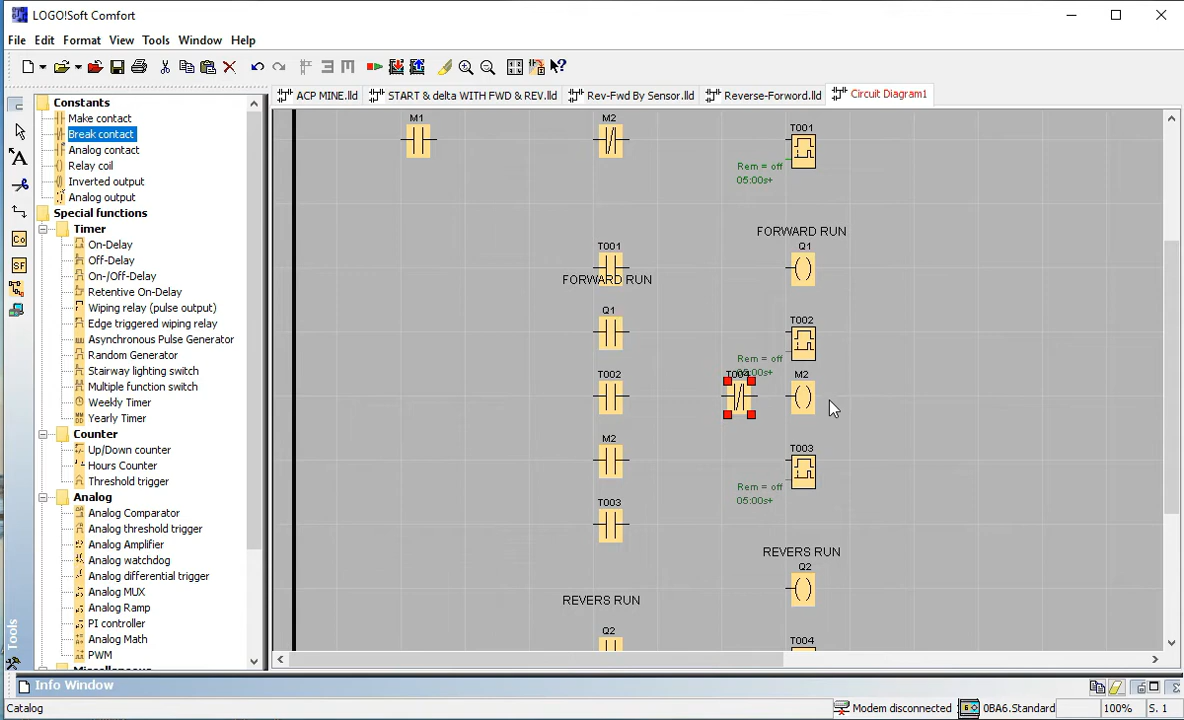 LOGO!Soft Comfort
File Edit Format View Tools Window Help
ACP MINE.lld START & delta WITH FWD & REV.lld Rev-Fwd By Sensor.lld Reverse-Forword.lld Circuit Diagram1
Constants
Make contact
Break contact
Analog contact
Relay coil
Inverted output
Analog output
Special functions
Timer
On-Delay
Off-Delay
On-/Off-Delay
Retentive On-Delay
Wiping relay (pulse output)
Edge triggered wiping relay
Asynchronous Pulse Generator
Random Generator
Stairway lighting switch
Multiple function switch
Weekly Timer
Yearly Timer
Counter
Up/Down counter
Hours Counter
Threshold trigger
Analog
Analog Comparator
Analog threshold trigger
Analog Amplifier
Analog watchdog
Analog differential trigger
Analog MUX
Analog Ramp
PI controller
Analog Math
PWM
Co
SF
Tools
M1 M2 T001
Rem = off
05:00s+
FORWARD RUN
T001 Q1
FORWARD RUN
Q1 T002
Rem = off
05:00s+
T002 T004 M2
M2 T003
Rem = off
05:00s+
T003
REVERS RUN
Q2
REVERS RUN
Q2 T004
Info Window
Catalog Modem disconnected 0BA6.Standard 100% S. 1